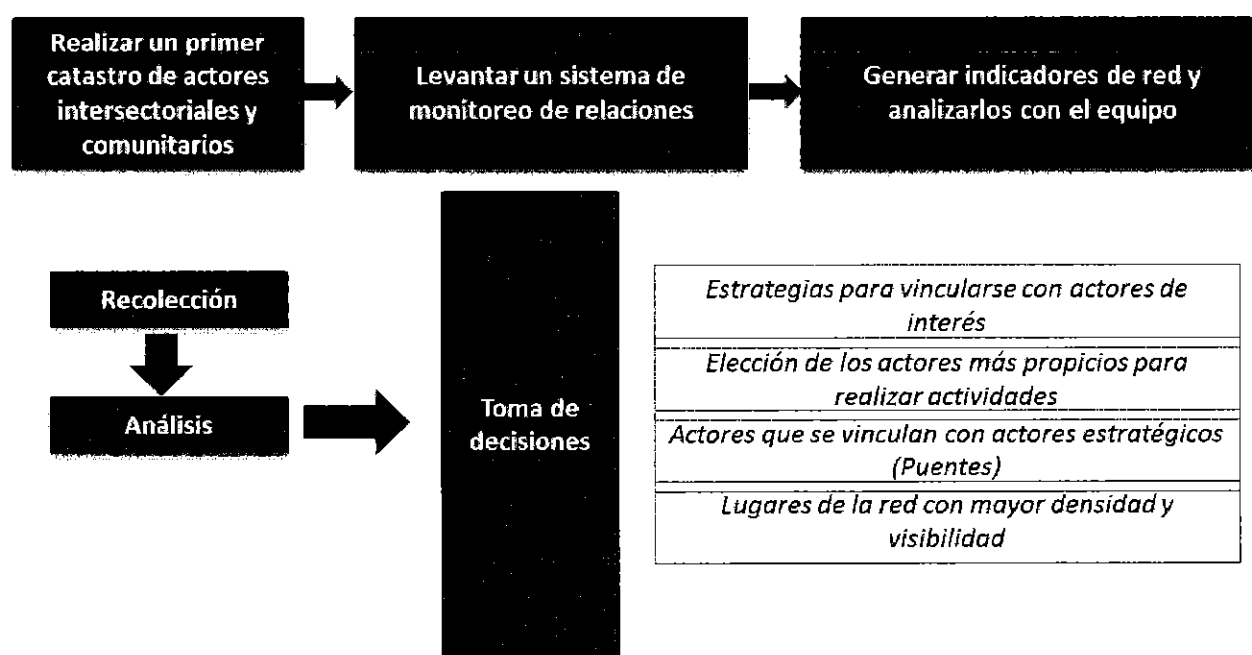 Realizar un primer
catastro de actores
intersectoriales y
comunitarios
Levantar un sistema de
monitoreo de relaciones
Generar indicadores de red y
analizarlos con el equipo
Recolección
Análisis
Toma de
decisiones
Estrategias para vincularse con actores de
interés
Elección de los actores más propicios para
realizar actividades
Actores que se vinculan con actores estratégicos
(Puentes)
Lugares de la red con mayor densidad y
visibilidad